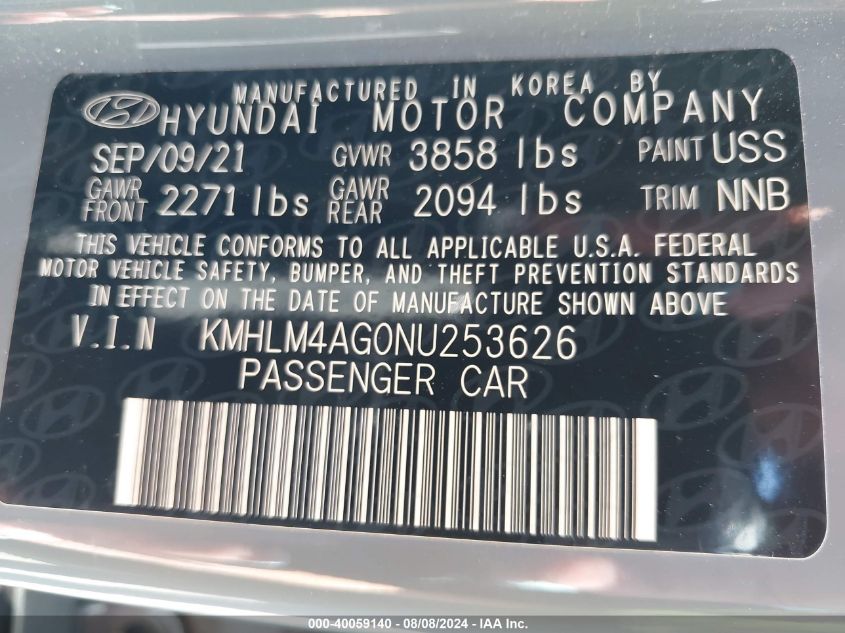 MANUFACTURED IN KOREA BY
HYUNDAI MOTOR COMPANY
SEP/09/21 GVWR 3858 lbs PAINT USS
GAWR FRONT 2271 lbs GAWR REAR 2094 lbs TRIM NNB
THIS VEHICLE CONFORMS TO ALL APPLICABLE U.S.A. FEDERAL
MOTOR VEHICLE SAFETY, BUMPER, AND THEFT PREVENTION STANDARDS
IN EFFECT ON THE DATE OF MANUFACTURE SHOWN ABOVE
V.I.N KMHLM4AG0NU253626
PASSENGER CAR
000-40059140 - 08/08/2024 - IAA Inc.